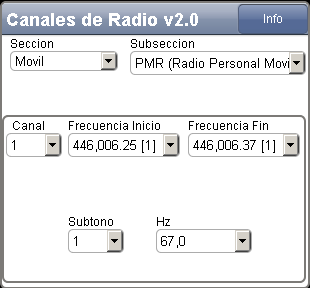 Canales de Radio v2.0 Info
Seccion Subseccion
Movil PMR (Radio Personal Movi
Canal Frecuencia Inicio Frecuencia Fin
1 446,006.25 [1] 446,006.37 [1]
Subtono Hz
1 67,0